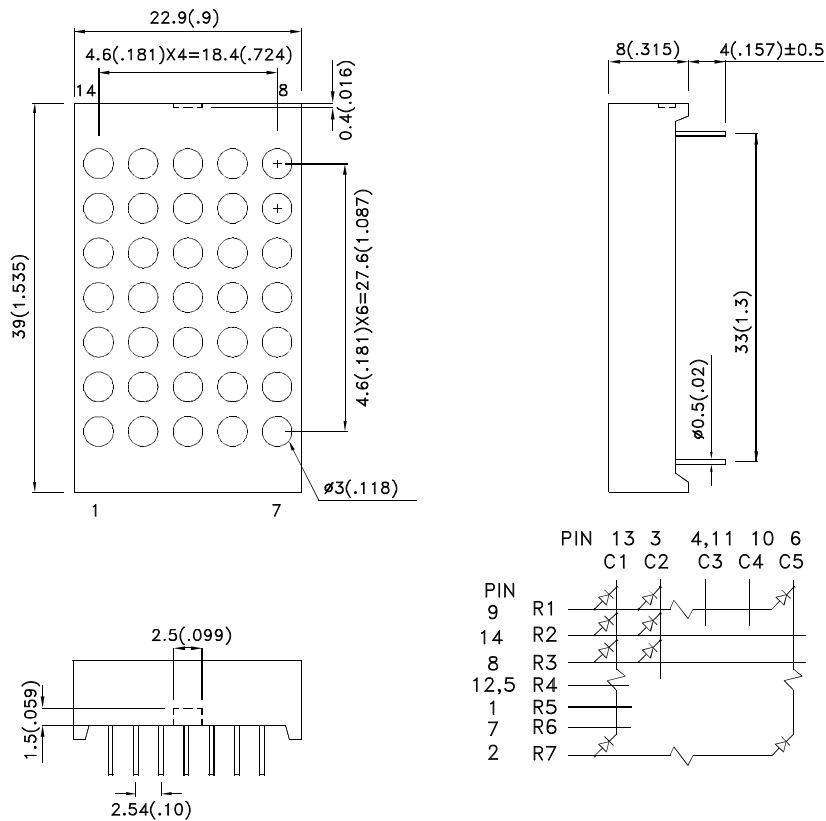 22.9(.9)
4.6(.181)X4=18.4(.724)
14
8
0.4(.016)
39(1.535)
4.6(.181)X6=27.6(1.087)
ø3(.118)
1
7
8(.315)
4(.157)±0.5
33(1.3)
ø0.5(.02)
2.5(.099)
1.5(.059)
2.54(.10)
PIN 13 3 4,11 10 6
C1 C2 C3 C4 C5
PIN
9 R1
14 R2
8 R3
12,5 R4
1 R5
7 R6
2 R7